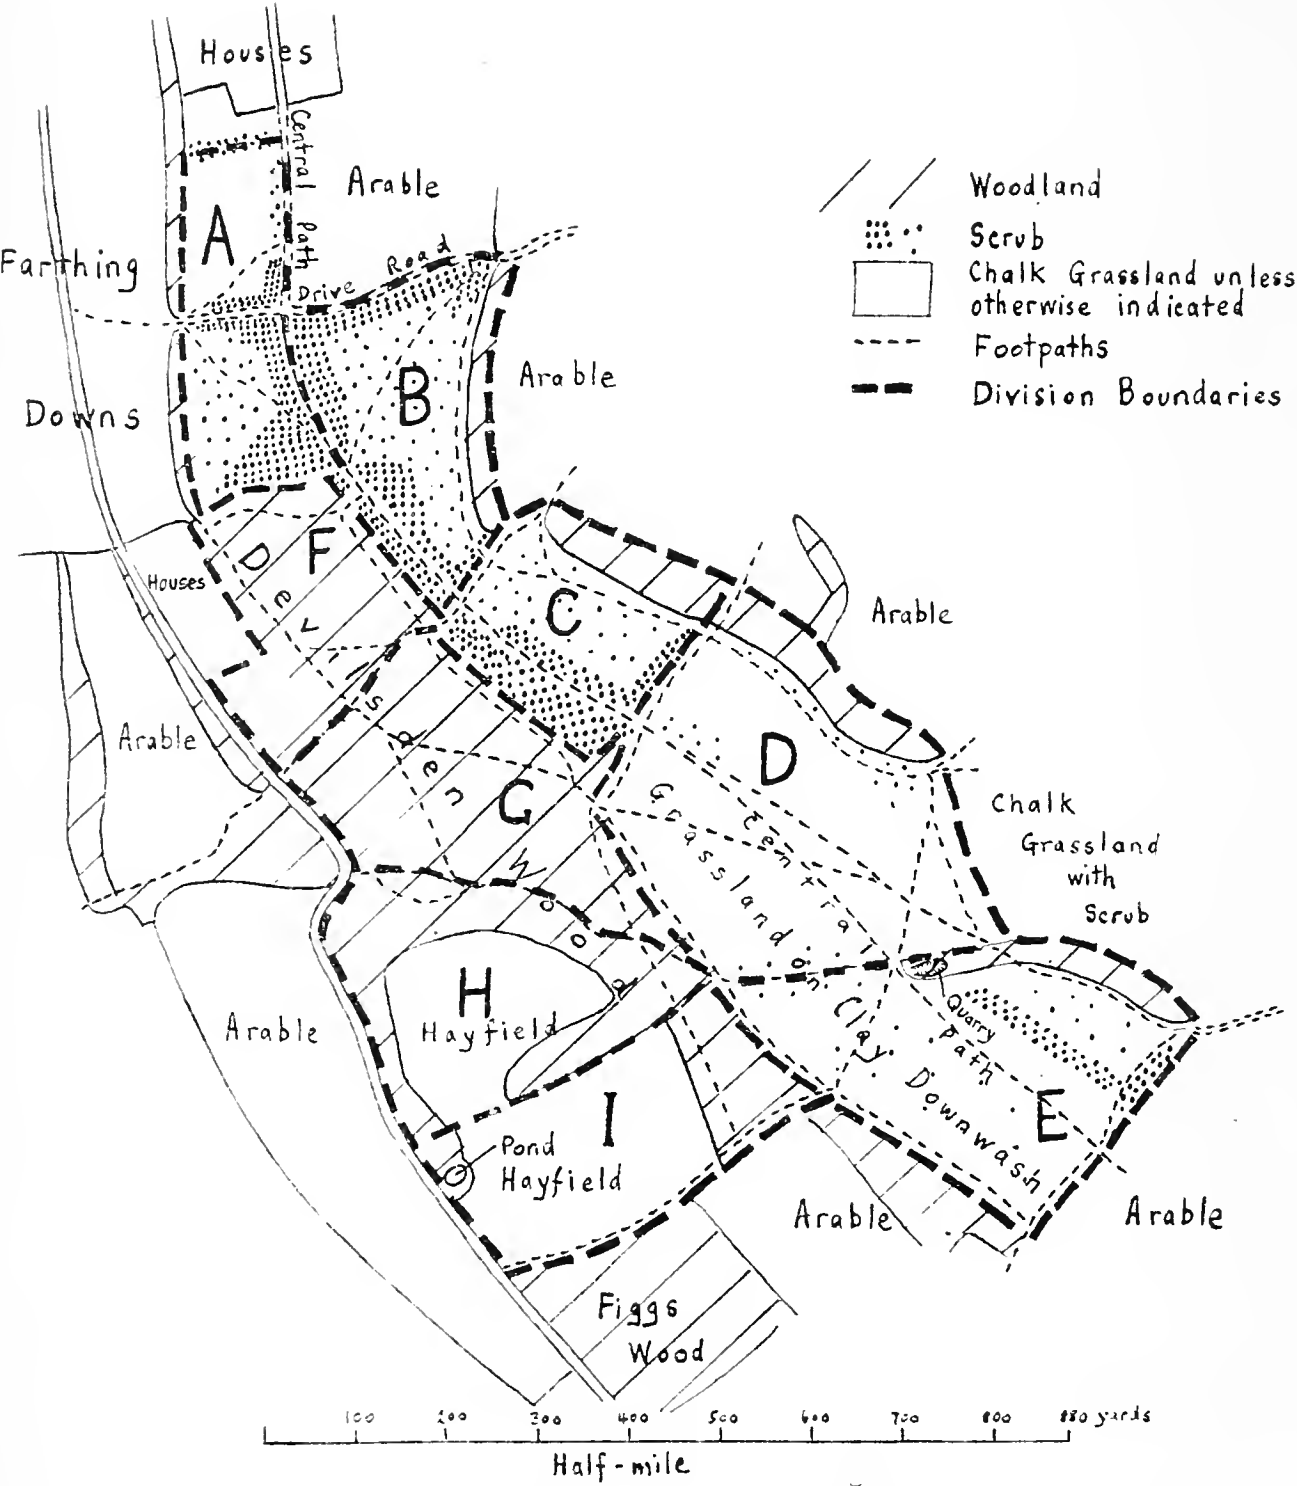 Houses
Central Path
Arable
Woodland
Scrub
Chalk Grassland unless
otherwise indicated
Footpaths
Division Boundaries
A
Farthing
Drive Road
B
Arable
Downs
F
Houses
Devilsden Wood
C
Arable
Arable
D
G
Grassland on Clay Downwash
Central Path
Chalk
Grassland
with
Scrub
H
Hayfield
Arable
Quarry
I
E
Pond
Hayfield
Arable
Arable
Figgs
Wood
100 200 300 400 500 600 700 800 880 yards
Half-mile